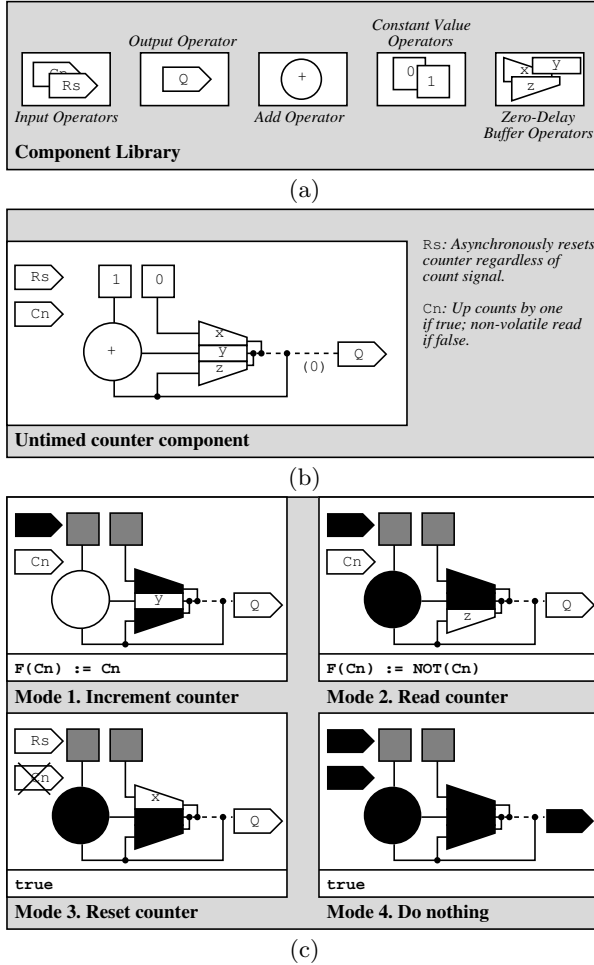 Constant Value
Operators
Output Operator
Cn
Rs
Q
+
0
1
x
y
z
Input Operators
Add Operator
Zero-Delay
Buffer Operators
Component Library
(a)
Rs
Cn
1
0
+
x
y
z
(0)
Q
Rs: Asynchronously resets
counter regardless of
count signal.
Cn: Up counts by one
if true; non-volatile read
if false.
Untimed counter component
(b)
Cn
y
Q
F(Cn) := Cn
Mode 1. Increment counter
Cn
z
Q
F(Cn) := NOT(Cn)
Mode 2. Read counter
Rs
Cn
x
Q
true
Mode 3. Reset counter
true
Mode 4. Do nothing
(c)